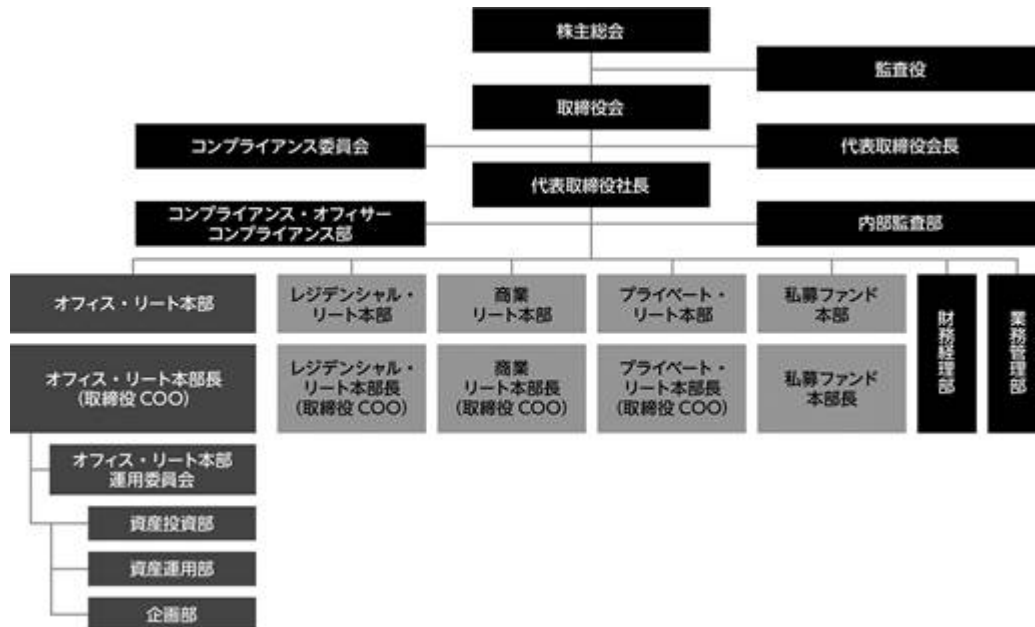 株主総会
監査役
取締役会
コンプライアンス委員会
代表取締役会長
代表取締役社長
コンプライアンス・オフィサー
コンプライアンス部
内部監査部
オフィス・リート本部
レジデンシャル・
リート本部
商業
リート本部
プライベート・
リート本部
私募ファンド
本部
財務経理部
業務管理部
オフィス・リート本部長
(取締役 COO)
レジデンシャル・
リート本部長
(取締役 COO)
商業
リート本部長
(取締役 COO)
プライベート・
リート本部長
(取締役 COO)
私募ファンド
本部長
オフィス・リート本部
運用委員会
資産投資部
資産運用部
企画部